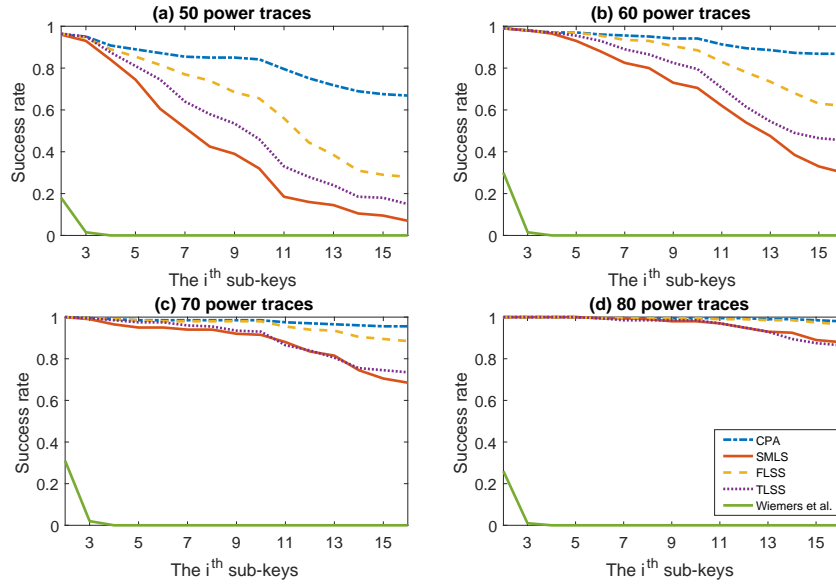 (a) 50 power traces
Success rate
1
0.8
0.6
0.4
0.2
0
3 5 7 9 11 13 15
The i^th sub-keys
(b) 60 power traces
Success rate
1
0.8
0.6
0.4
0.2
0
3 5 7 9 11 13 15
The i^th sub-keys
(c) 70 power traces
Success rate
1
0.8
0.6
0.4
0.2
0
3 5 7 9 11 13 15
The i^th sub-keys
(d) 80 power traces
Success rate
1
0.8
0.6
0.4
0.2
0
3 5 7 9 11 13 15
The i^th sub-keys
CPA
SMLS
FLSS
TLSS
Wiemers et al.